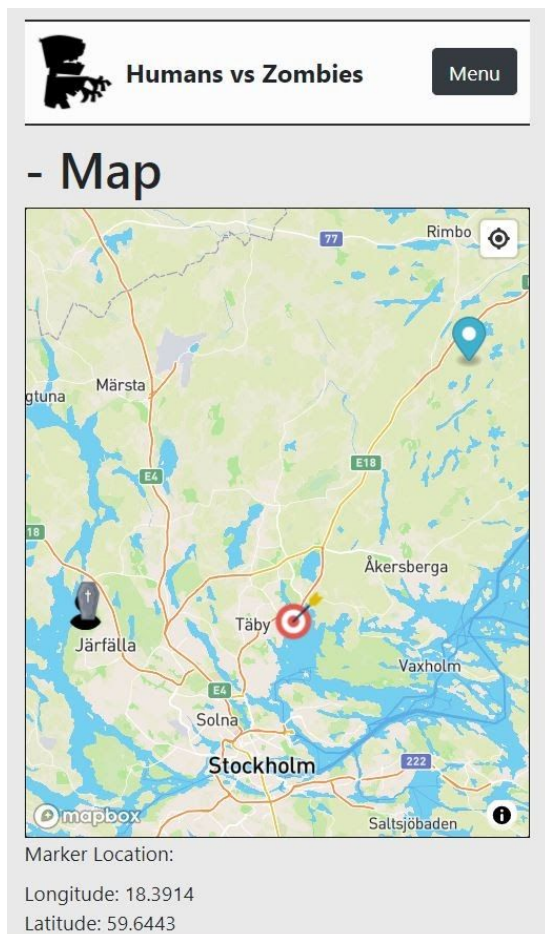 Humans vs Zombies
Menu
- Map
77
Rimbo
Märsta
gtuna
E4
E18
18
Åkersberga
Täby
Järfälla
Vaxholm
E4
Solna
Stockholm
222
mapbox
Saltsjöbaden
Marker Location:
Longitude: 18.3914
Latitude: 59.6443